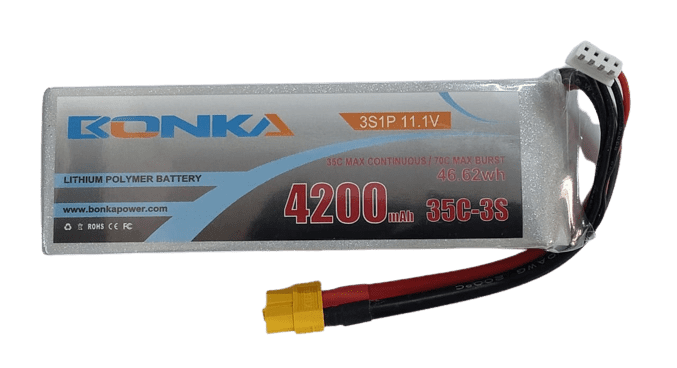 BONKA
3S1P 11.1V
35C MAX CONTINUOUS / 70C MAX BURST
46.62wh
LITHIUM POLYMER BATTERY
4200mAh 35C-3S
www.bonkapower.com
ROHS CE FC
AWG